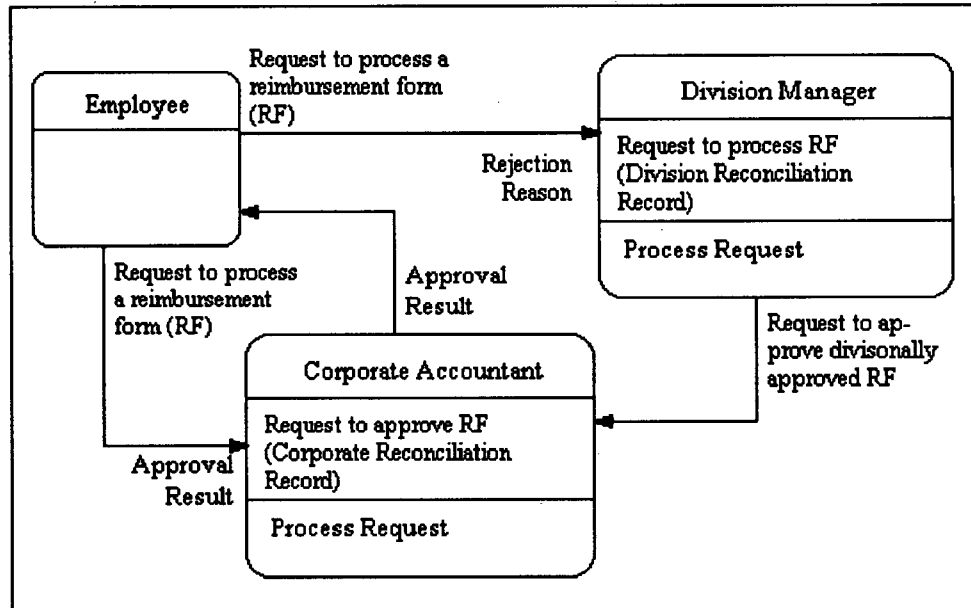 Request to process a
reimbursement form
(RF)
Employee
Division Manager
Request to process RF
(Division Reconciliation
Record)
Process Request
Rejection
Reason
Request to process
a reimbursement
form (RF)
Approval
Result
Request to ap-
prove divisonally
approved RF
Corporate Accountant
Request to approve RF
(Corporate Reconciliation
Record)
Process Request
Approval
Result